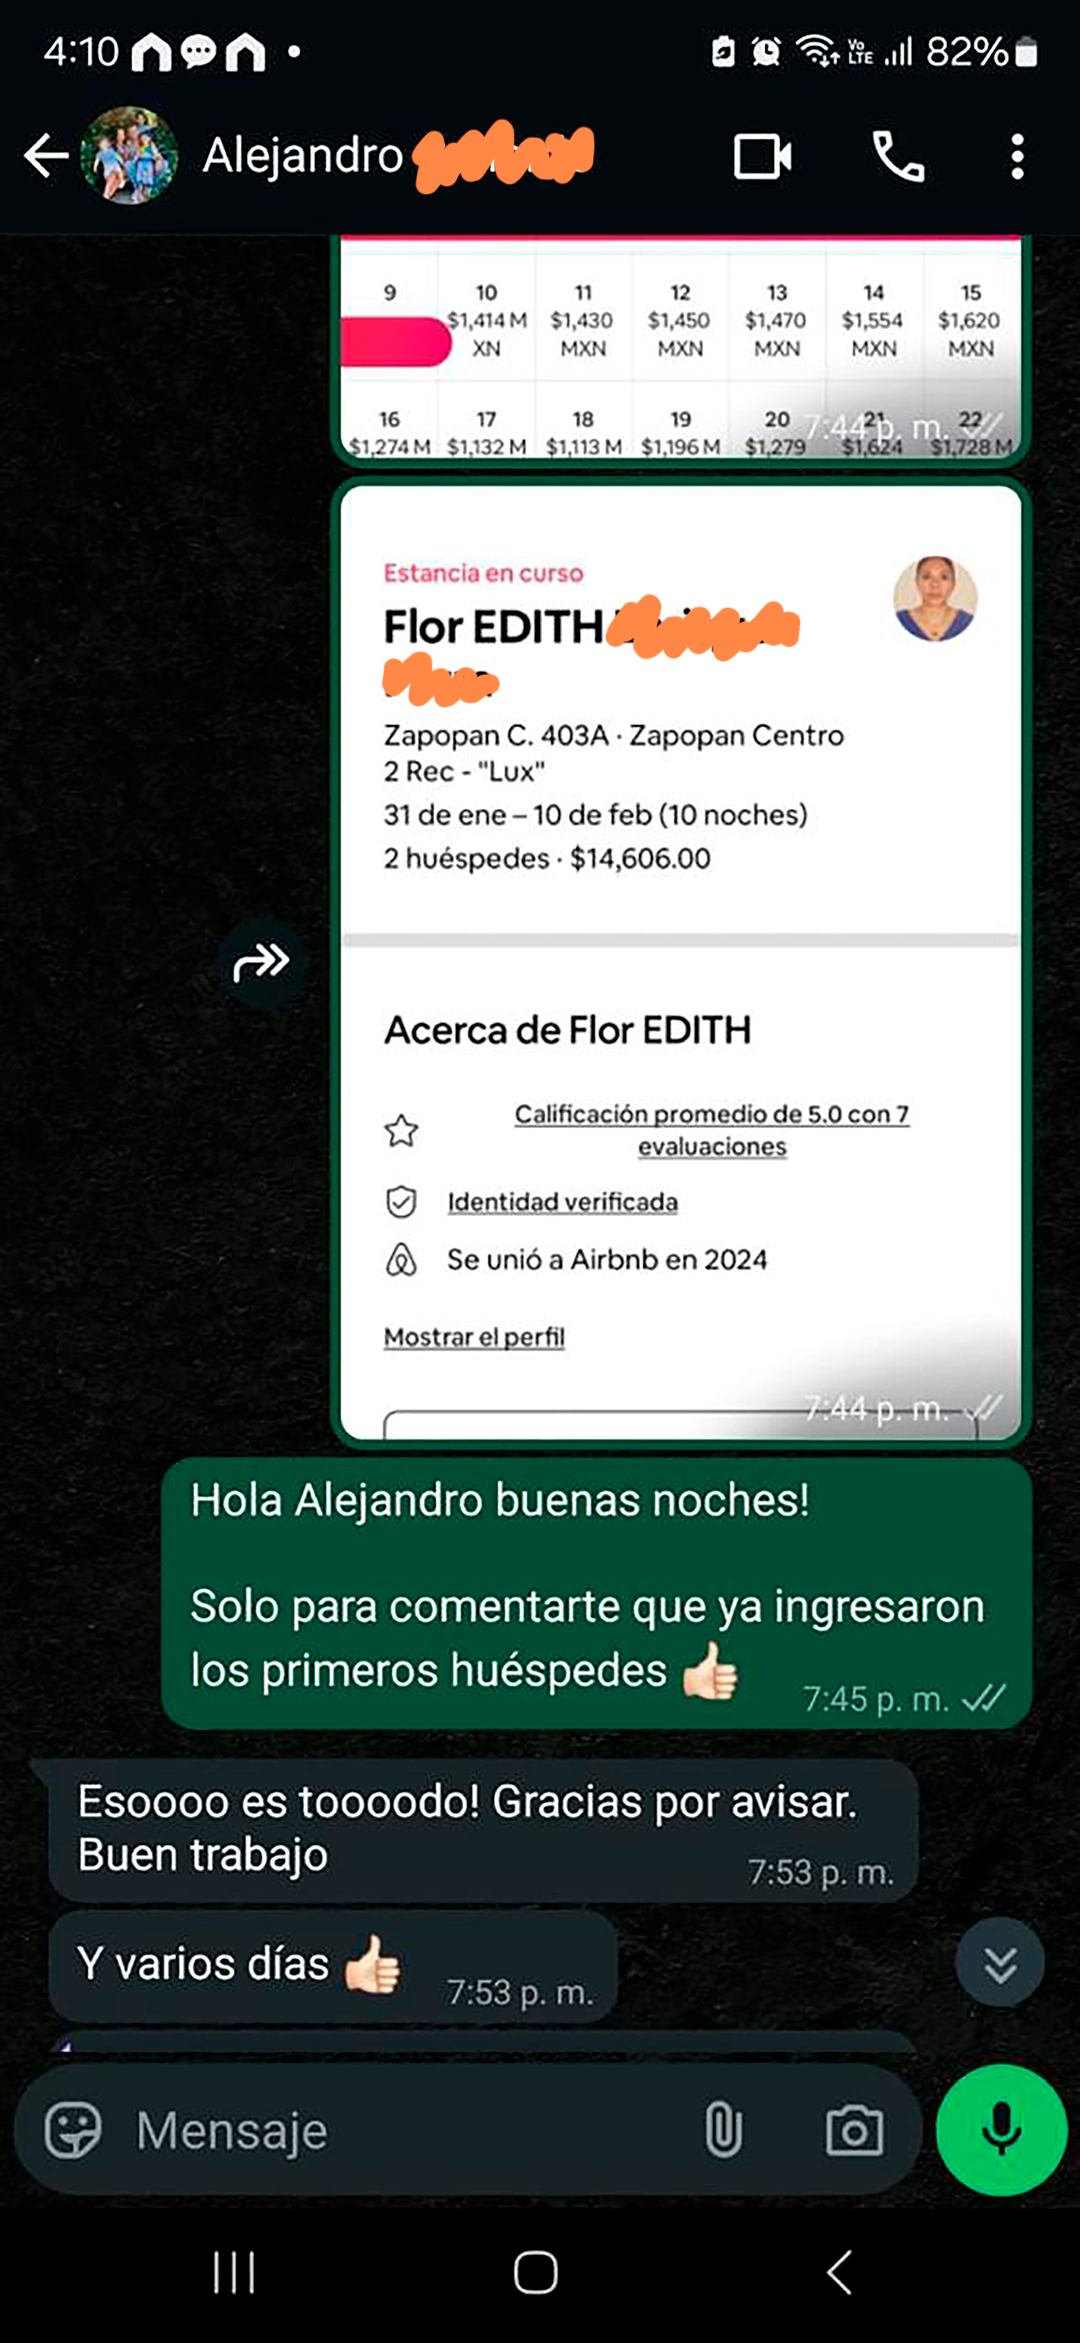 4:10
Vo
LTE
82%
Alejandro
9 10 11 12 13 14 15
$1,414 M $1,430 $1,450 $1,470 $1,554 $1,620
XN MXN MXN MXN MXN MXN
16 17 18 19 20 21 22
7:44 p. m.
$1,274 M $1,132 M $1,113 M $1,196 M $1,279 $1,624 $1,728 M
Estancia en curso
Flor EDITH
Zapopan C. 403A · Zapopan Centro
2 Rec - "Lux"
31 de ene – 10 de feb (10 noches)
2 huéspedes · $14,606.00
Acerca de Flor EDITH
Calificación promedio de 5.0 con 7
evaluaciones
Identidad verificada
Se unió a Airbnb en 2024
Mostrar el perfil
7:44 p. m.
Hola Alejandro buenas noches!
Solo para comentarte que ya ingresaron
los primeros huéspedes 👍🏻
7:45 p. m.
Esoooo es toooodo! Gracias por avisar.
Buen trabajo
7:53 p. m.
Y varios días 👍🏻
7:53 p. m.
Mensaje